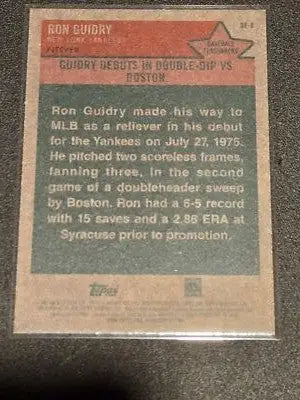 RON GUIDRY
NEW YORK YANKEES
PITCHER
BASEBALL
FLASHBACKS
GUIDRY DEBUTS IN DOUBLE-DIP VS
BOSTON
Ron Guidry made his way to
MLB as a reliever in his debut
for the Yankees on July 27, 1975.
He pitched two scoreless frames,
fanning three, in the second
game of a doubleheader sweep
by Boston. Ron had a 6-5 record
with 15 saves and a 2.86 ERA at
Syracuse prior to promotion.
Topps